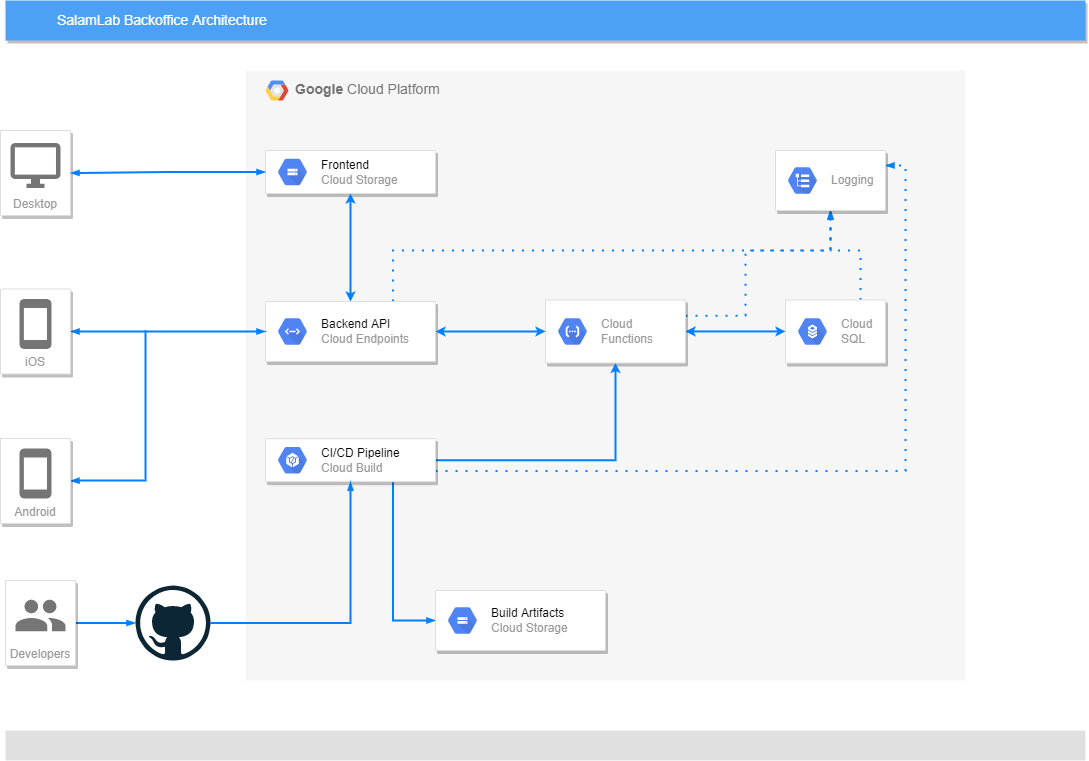 SalamLab Backoffice Architecture
Google Cloud Platform
Desktop
Frontend
Cloud Storage
Logging
iOS
Backend API
Cloud Endpoints
Cloud
Functions
Cloud
SQL
Android
CI/CD Pipeline
Cloud Build
Developers
Build Artifacts
Cloud Storage